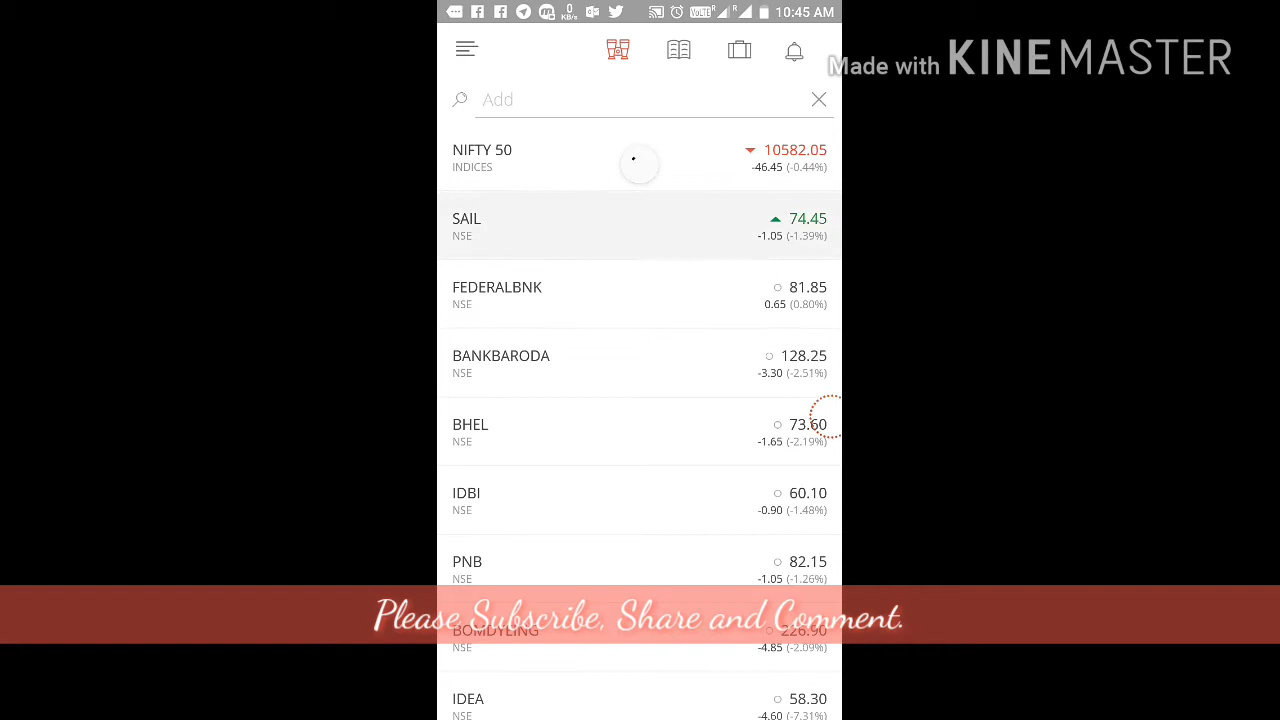 0 KB/s VoLTE R R 10:45 AM
Made with KINEMASTER
Add
NIFTY 50 10582.05
INDICES -46.45 (-0.44%)
SAIL 74.45
NSE -1.05 (-1.39%)
FEDERALBNK 81.85
NSE 0.65 (0.80%)
BANKBARODA 128.25
NSE -3.30 (-2.51%)
BHEL 73.60
NSE -1.65 (-2.19%)
IDBI 60.10
NSE -0.90 (-1.48%)
PNB 82.15
NSE -1.05 (-1.26%)
Please Subscribe, Share and Comment.
BOMDYEING 226.90
NSE -4.85 (-2.09%)
IDEA 58.30
NSE -4.60 (-7.31%)